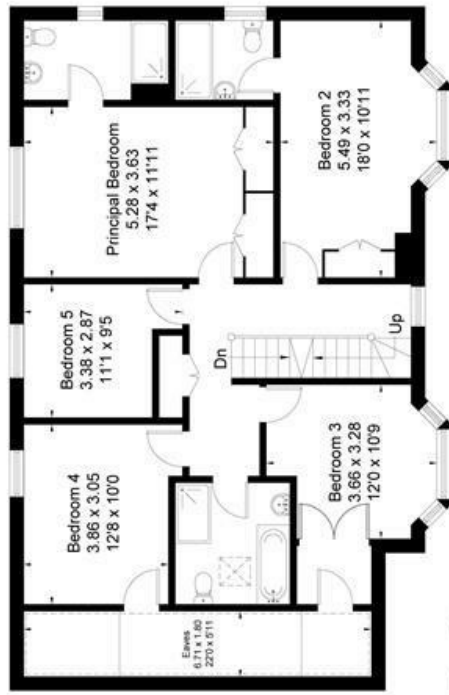 Principal Bedroom
5.28 x 3.63
17'4 x 11'11
Bedroom 2
5.49 x 3.33
18'0 x 10'11
Bedroom 5
3.38 x 2.87
11'1 x 9'5
Dn
Up
Bedroom 4
3.86 x 3.05
12'8 x 10'0
Bedroom 3
3.66 x 3.28
12'0 x 10'9
Eaves
6.71 x 1.80
22'0 x 5'11